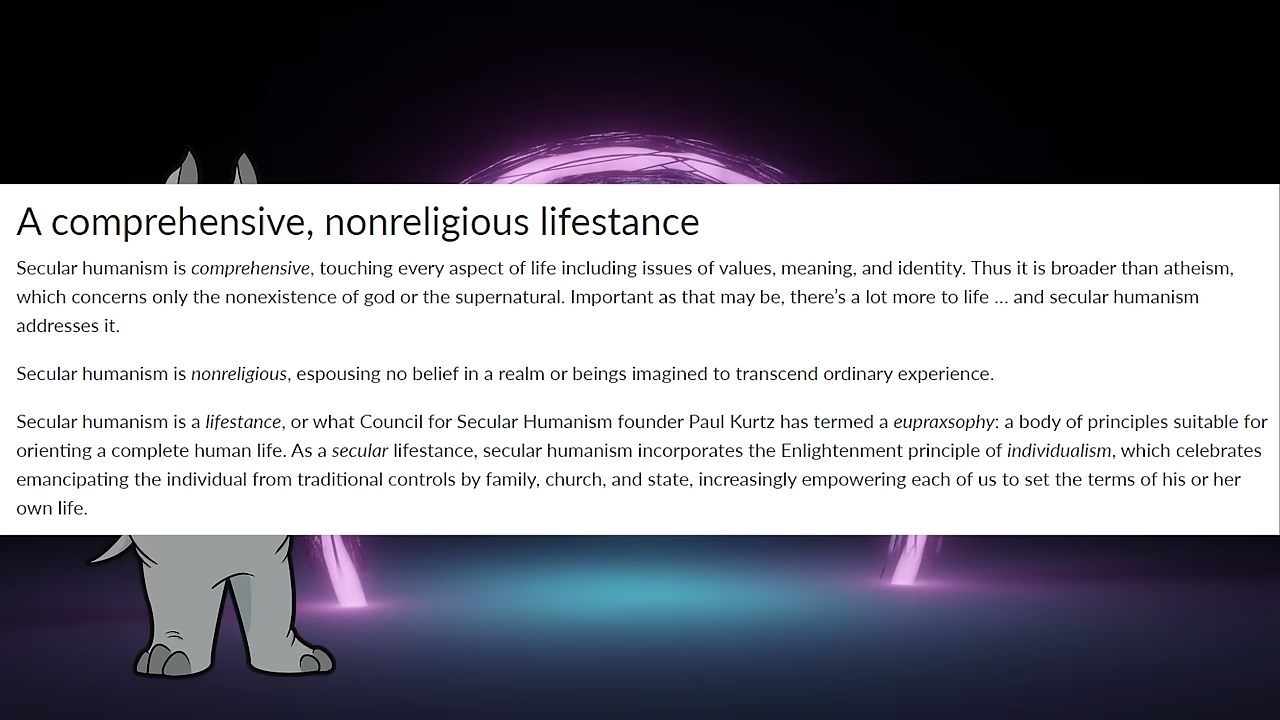 A comprehensive, nonreligious lifestance
Secular humanism is comprehensive, touching every aspect of life including issues of values, meaning, and identity. Thus it is broader than atheism,
which concerns only the nonexistence of god or the supernatural. Important as that may be, there’s a lot more to life … and secular humanism
addresses it.
Secular humanism is nonreligious, espousing no belief in a realm or beings imagined to transcend ordinary experience.
Secular humanism is a lifestance, or what Council for Secular Humanism founder Paul Kurtz has termed a eupraxsophy: a body of principles suitable for
orienting a complete human life. As a secular lifestance, secular humanism incorporates the Enlightenment principle of individualism, which celebrates
emancipating the individual from traditional controls by family, church, and state, increasingly empowering each of us to set the terms of his or her
own life.